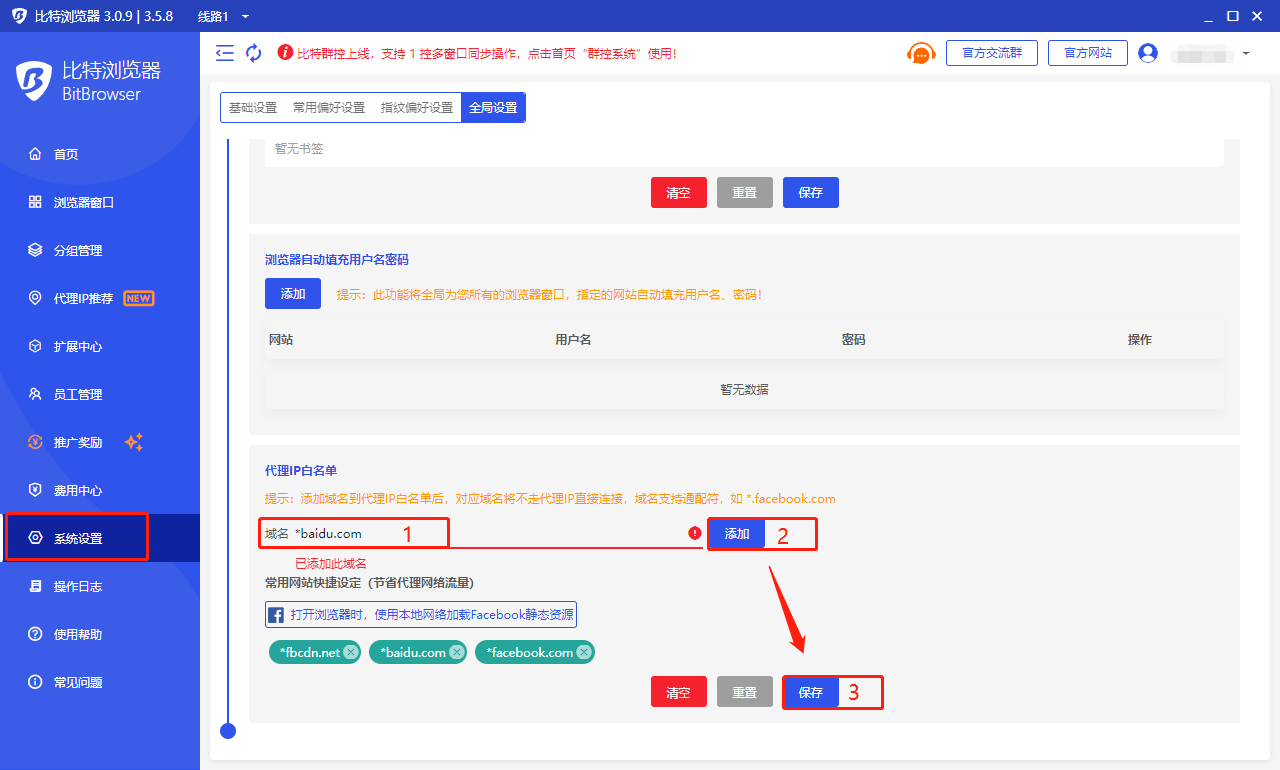 比特浏览器 3.0.9 | 3.5.8 线路1
比特浏览器
BitBrowser
首页
浏览器窗口
分组管理
代理IP推荐 NEW
扩展中心
员工管理
推广奖励
费用中心
系统设置
操作日志
使用帮助
常见问题
比特群控上线，支持 1 控多窗口同步操作，点击首页“群控系统”使用！
官方交流群 官方网站
基础设置 常用偏好设置 指纹偏好设置 全局设置
暂无书签
清空 重置 保存
浏览器自动填充用户名密码
添加 提示：此功能将全局为您所有的浏览器窗口，指定的网站自动填充用户名、密码！
网站 用户名 密码 操作
暂无数据
代理IP白名单
提示：添加域名到代理IP白名单后，对应域名将不走代理IP直接连接，域名支持通配符，如 *.facebook.com
域名 *baidu.com 1 添加 2
已添加此域名
常用网站快捷设定（节省代理网络流量）
打开浏览器时，使用本地网络加载Facebook静态资源
*fbcdn.net *baidu.com *facebook.com
清空 重置 保存 3